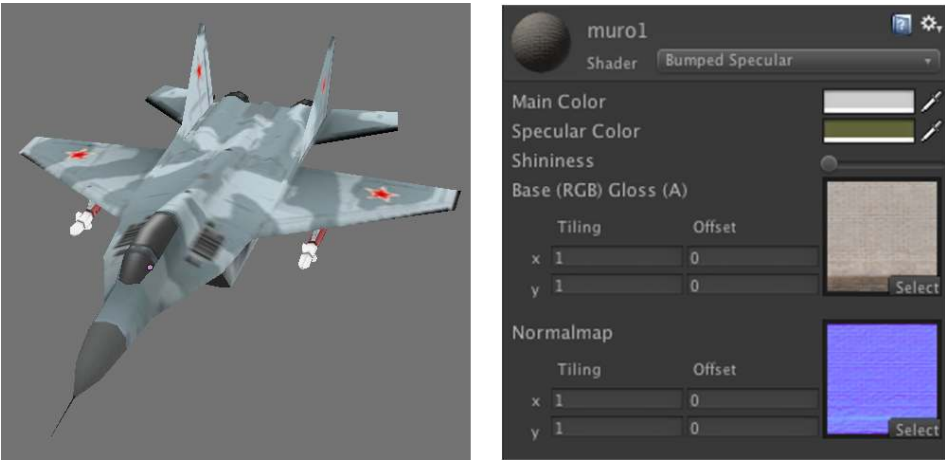 muro1
Shader Bumped Specular
Main Color
Specular Color
Shininess
Base (RGB) Gloss (A)
Tiling Offset
x 1 0
y 1 0
Select
Normalmap
Tiling Offset
x 1 0
y 1 0
Select